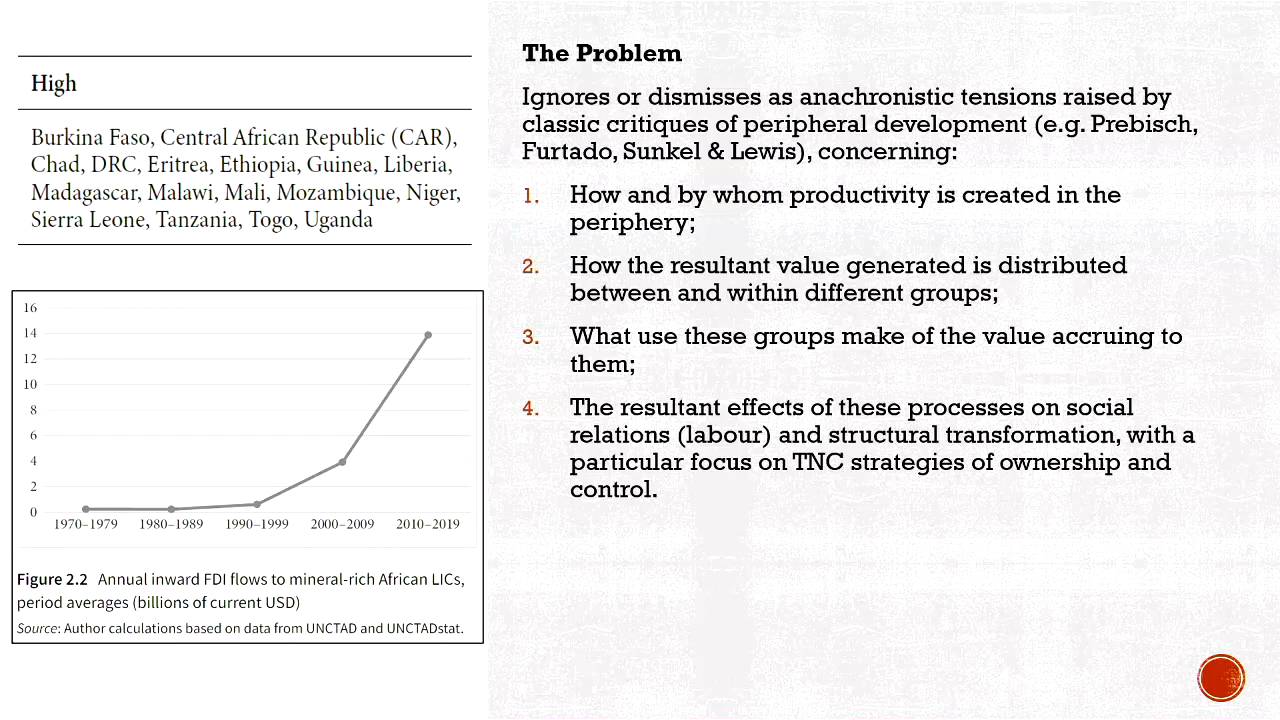 High
Burkina Faso, Central African Republic (CAR),
Chad, DRC, Eritrea, Ethiopia, Guinea, Liberia,
Madagascar, Malawi, Mali, Mozambique, Niger,
Sierra Leone, Tanzania, Togo, Uganda
16
14
12
10
8
6
4
2
0
1970–1979 1980–1989 1990–1999 2000–2009 2010–2019
Figure 2.2 Annual inward FDI flows to mineral-rich African LICs,
period averages (billions of current USD)
Source: Author calculations based on data from UNCTAD and UNCTADstat.
The Problem
Ignores or dismisses as anachronistic tensions raised by
classic critiques of peripheral development (e.g. Prebisch,
Furtado, Sunkel & Lewis), concerning:
1. How and by whom productivity is created in the
periphery;
2. How the resultant value generated is distributed
between and within different groups;
3. What use these groups make of the value accruing to
them;
4. The resultant effects of these processes on social
relations (labour) and structural transformation, with a
particular focus on TNC strategies of ownership and
control.